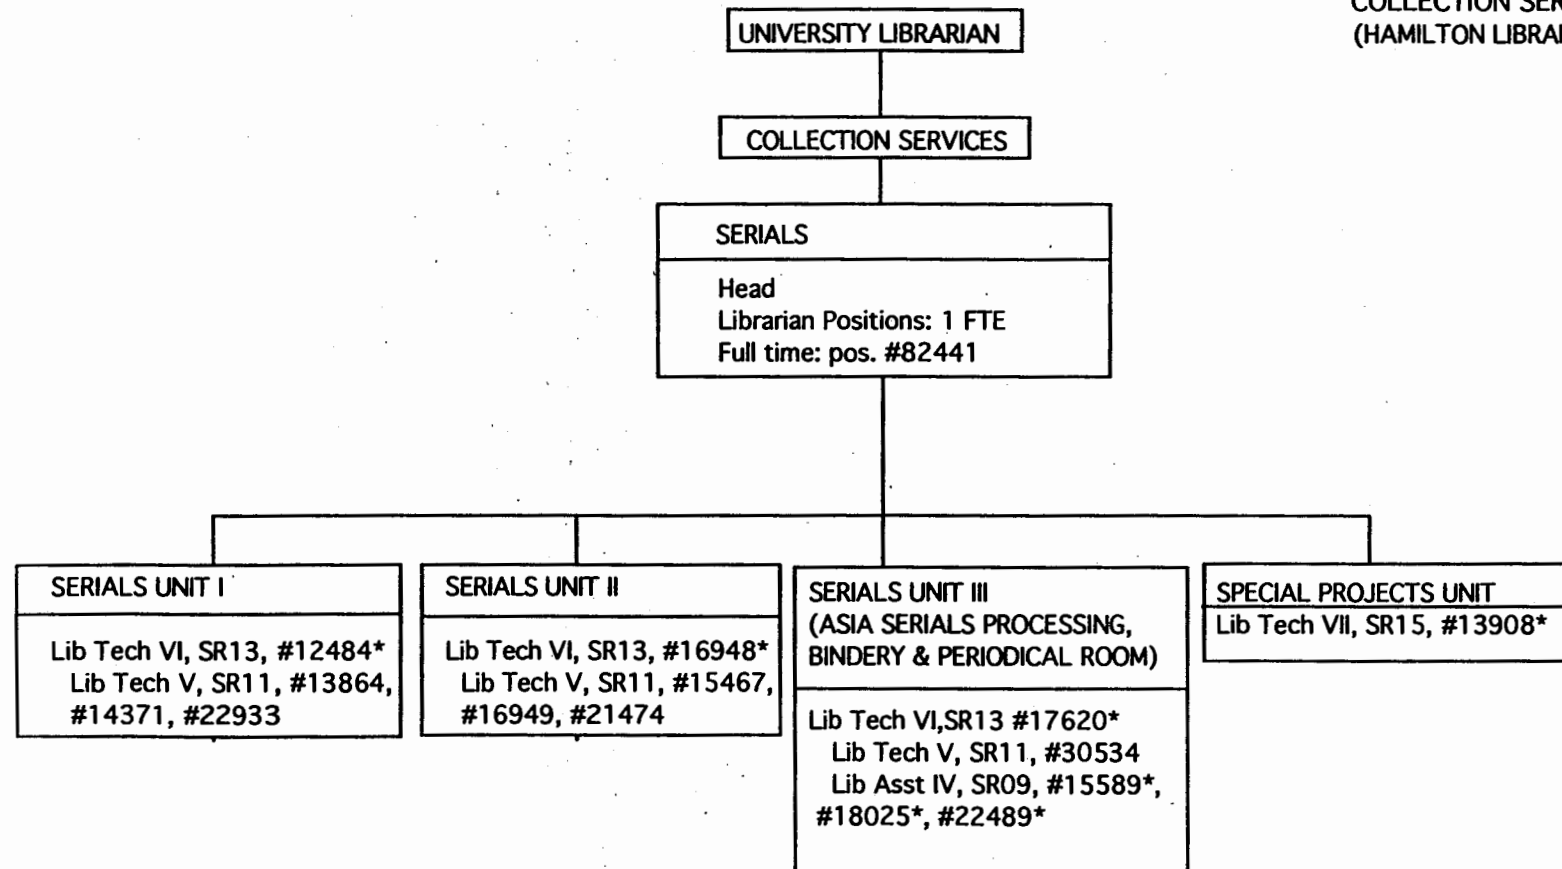 COLLECTION
(HAMILTON
UNIVERSITY LIBRARIAN
COLLECTION SERVICES
SERIALS
Head
Librarian Positions: 1 FTE
Full time: pos. #82441
SERIALS UNIT I
Lib Tech VI, SR13, #12484*
Lib Tech V, SR11, #13864,
#14371, #22933
SERIALS UNIT II
Lib Tech VI, SR13, #16948*
Lib Tech V, SR11, #15467,
#16949, #21474
SERIALS UNIT III
(ASIA SERIALS PROCESSING,
BINDERY & PERIODICAL ROOM)
Lib Tech VI,SR13 #17620*
Lib Tech V, SR11, #30534
Lib Asst IV, SR09, #15589*,
#18025*, #22489*
SPECIAL PROJECTS UNIT
Lib Tech VII, SR15, #13908*